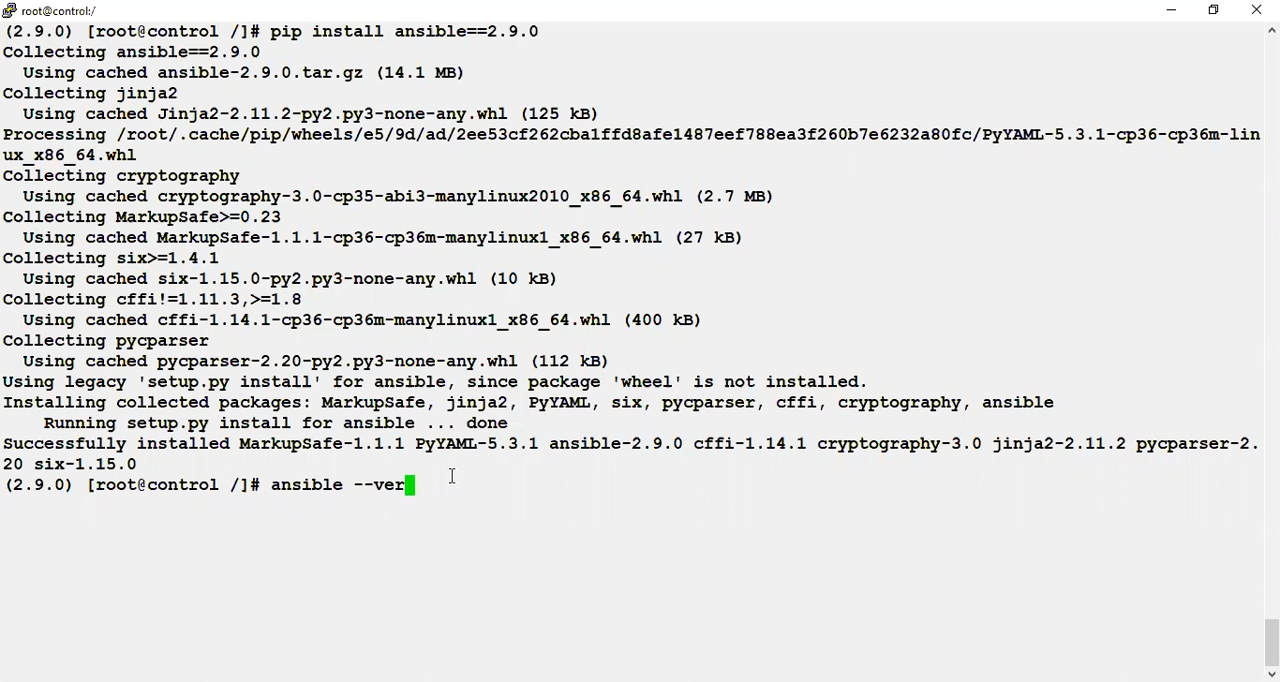 root@control:/
(2.9.0) [root@control /]# pip install ansible==2.9.0
Collecting ansible==2.9.0
  Using cached ansible-2.9.0.tar.gz (14.1 MB)
Collecting jinja2
  Using cached Jinja2-2.11.2-py2.py3-none-any.whl (125 kB)
Processing /root/.cache/pip/wheels/e5/9d/ad/2ee53cf262cba1ffd8afe1487eef788ea3f260b7e6232a80fc/PyYAML-5.3.1-cp36-cp36m-lin
ux_x86_64.whl
Collecting cryptography
  Using cached cryptography-3.0-cp35-abi3-manylinux2010_x86_64.whl (2.7 MB)
Collecting MarkupSafe>=0.23
  Using cached MarkupSafe-1.1.1-cp36-cp36m-manylinux1_x86_64.whl (27 kB)
Collecting six>=1.4.1
  Using cached six-1.15.0-py2.py3-none-any.whl (10 kB)
Collecting cffi!=1.11.3,>=1.8
  Using cached cffi-1.14.1-cp36-cp36m-manylinux1_x86_64.whl (400 kB)
Collecting pycparser
  Using cached pycparser-2.20-py2.py3-none-any.whl (112 kB)
Using legacy 'setup.py install' for ansible, since package 'wheel' is not installed.
Installing collected packages: MarkupSafe, jinja2, PyYAML, six, pycparser, cffi, cryptography, ansible
    Running setup.py install for ansible ... done
Successfully installed MarkupSafe-1.1.1 PyYAML-5.3.1 ansible-2.9.0 cffi-1.14.1 cryptography-3.0 jinja2-2.11.2 pycparser-2.
20 six-1.15.0
(2.9.0) [root@control /]# ansible --ver